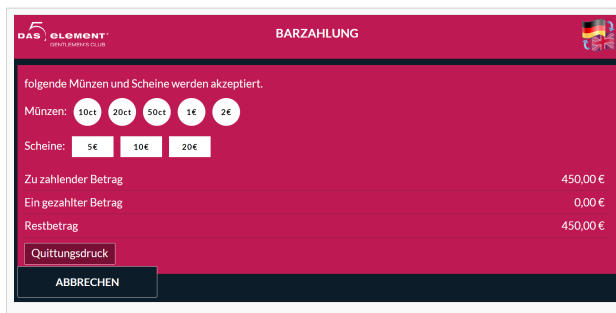 DAS 5 ELEMENT
GENTLEMEN'S CLUB
BARZAHLUNG
folgende Münzen und Scheine werden akzeptiert.
Münzen: 10ct 20ct 50ct 1€ 2€
Scheine: 5€ 10€ 20€
Zu zahlender Betrag 450,00 €
Ein gezahlter Betrag 0,00 €
Restbetrag 450,00 €
Quittungsdruck
ABBRECHEN